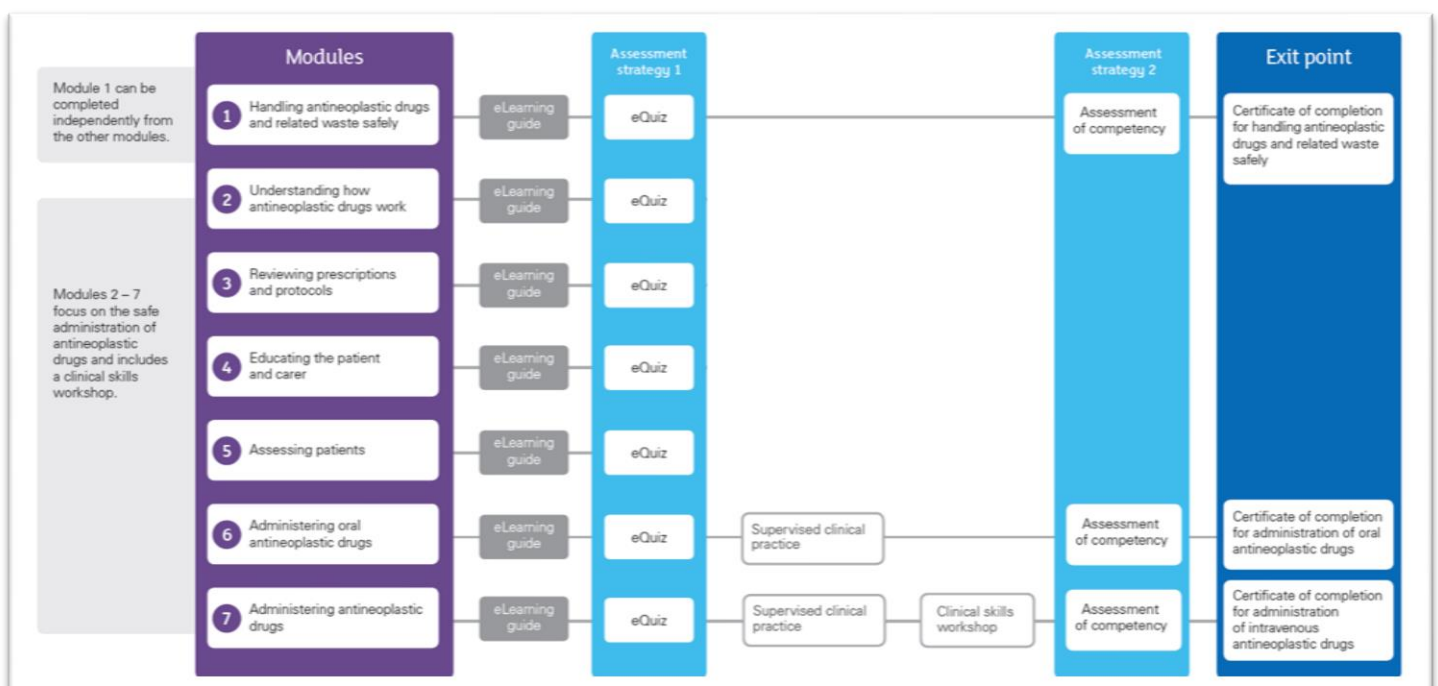 Modules
Assessment
strategy 1
Assessment
strategy 2
Exit point
Module 1 can be
completed
independently from
the other modules.
1
Handling antineoplastic drugs
and related waste safely
eLearning
guide
eQuiz
Assessment
of competency
Certificate of completion
for handling antineoplastic
drugs and related waste
safely
2
Understanding how
antineoplastic drugs work
eLearning
guide
eQuiz
Modules 2 – 7
focus on the safe
administration of
antineoplastic
drugs and includes
a clinical skills
workshop.
3
Reviewing prescriptions
and protocols
eLearning
guide
eQuiz
4
Educating the patient
and carer
eLearning
guide
eQuiz
5
Assessing patients
eLearning
guide
eQuiz
6
Administering oral
antineoplastic drugs
eLearning
guide
eQuiz
Supervised clinical
practice
Assessment
of competency
Certificate of completion
for administration of oral
antineoplastic drugs
7
Administering antineoplastic
drugs
eLearning
guide
eQuiz
Supervised clinical
practice
Clinical skills
workshop
Assessment
of competency
Certificate of completion
for administration
of intravenous
antineoplastic drugs